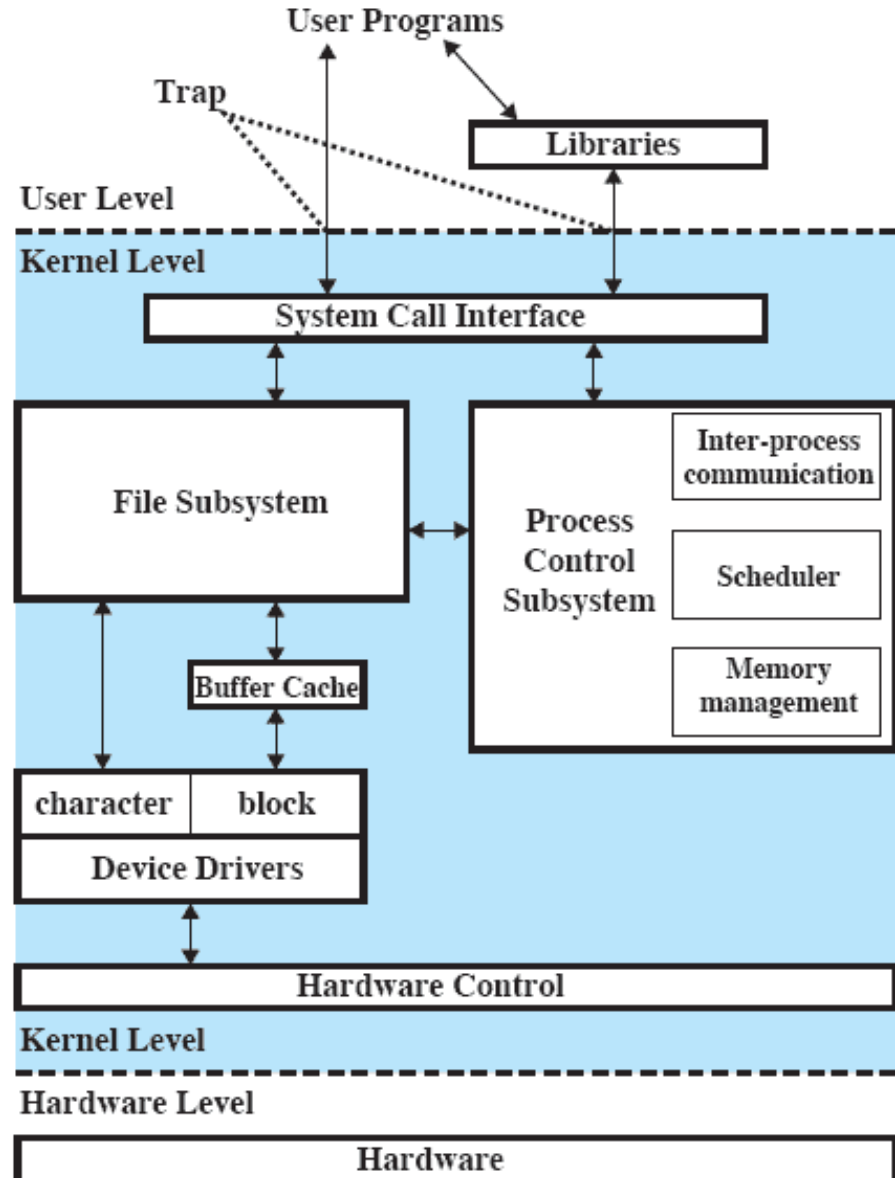 User Programs
Trap
Libraries
User Level
Kernel Level
System Call Interface
File Subsystem
Process
Control
Subsystem
Inter-process
communication
Scheduler
Memory
management
Buffer Cache
character
block
Device Drivers
Hardware Control
Kernel Level
Hardware Level
Hardware